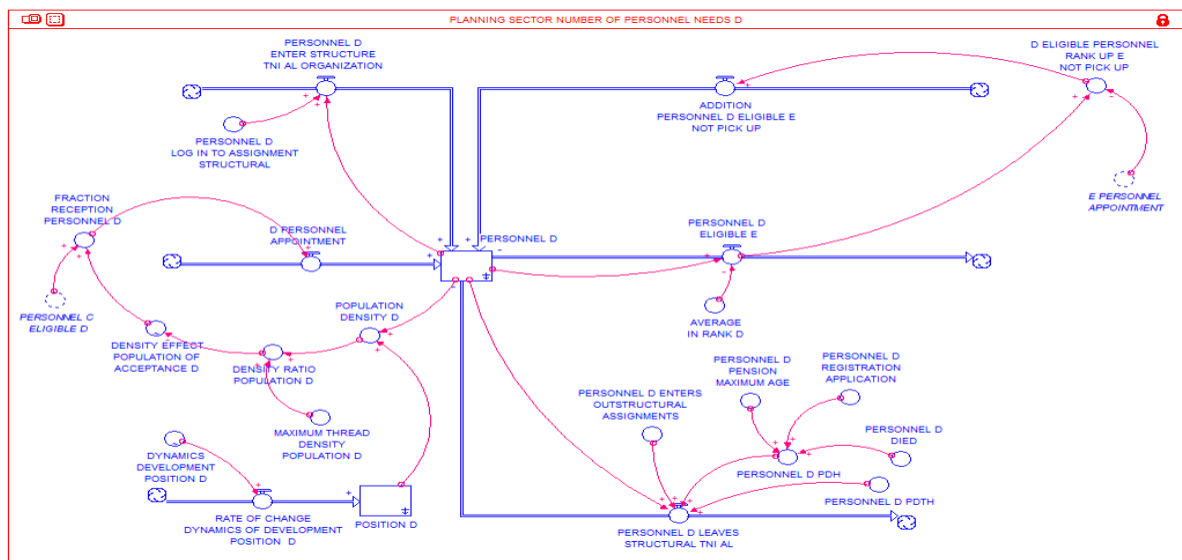 PLANNING SECTOR NUMBER OF PERSONNEL NEEDS D
PERSONNEL D
ENTER STRUCTURE
TNI AL ORGANIZATION
D ELIGIBLE PERSONNEL
RANK UP E
NOT PICK UP
ADDITION
PERSONNEL D ELIGIBLE E
NOT PICK UP
PERSONNEL D
LOG IN TO ASSIGNMENT
STRUCTURAL
E PERSONNEL
APPOINTMENT
FRACTION
RECEPTION
PERSONNEL D
D PERSONNEL
APPOINTMENT
PERSONNEL D
PERSONNEL D
ELIGIBLE E
PERSONNEL C
ELIGIBLE D
POPULATION
DENSITY D
AVERAGE
IN RANK D
DENSITY EFFECT
POPULATION OF
ACCEPTANCE D
DENSITY RATIO
POPULATION D
PERSONNEL D
PENSION
MAXIMUM AGE
PERSONNEL D
REGISTRATION
APPLICATION
PERSONNEL D ENTERS
OUTSTRUCTURAL
ASSIGNMENTS
MAXIMUM THREAD
DENSITY
POPULATION D
PERSONNEL D
DIED
DYNAMICS
DEVELOPMENT
POSITION D
PERSONNEL D PDH
PERSONNEL D PDTH
RATE OF CHANGE
DYNAMICS OF DEVELOPMENT
POSITION D
POSITION D
PERSONNEL D LEAVES
STRUCTURAL TNI AL